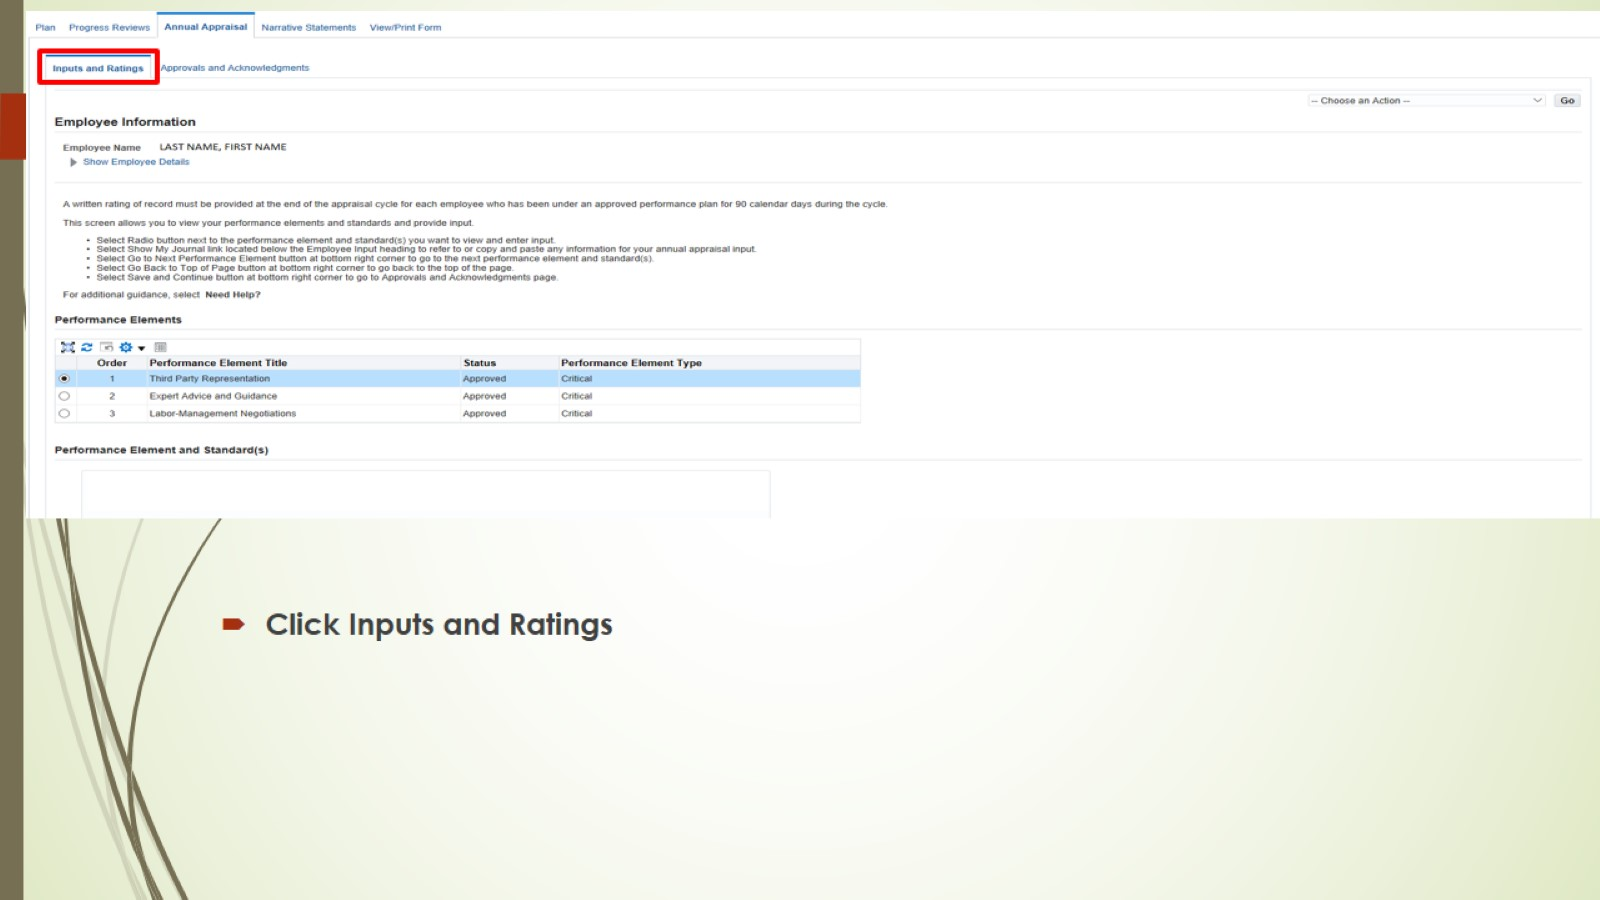 Plan Progress Reviews Annual Appraisal Narrative Statements View/Print Form
Inputs and Ratings Approvals and Acknowledgments
-- Choose an Action -- Go
Employee Information
Employee Name LAST NAME, FIRST NAME
Show Employee Details
A written rating of record must be provided at the end of the appraisal cycle for each employee who has been under an approved performance plan for 90 calendar days during the cycle.
This screen allows you to view your performance elements and standards and provide input.
• Select Radio button next to the performance element and standard(s) you want to view and enter input.
• Select Show My Journal link located below the Employee Input heading to refer to or copy and paste any information for your annual appraisal input.
• Select Go to Next Performance Element button at bottom right corner to go to the next performance element and standard(s).
• Select Go Back to Top of Page button at bottom right corner to go back to the top of the page.
• Select Save and Continue button at bottom right corner to go to Approvals and Acknowledgments page.
For additional guidance, select Need Help?
Performance Elements
Order Performance Element Title Status Performance Element Type
1 Third Party Representation Approved Critical
2 Expert Advice and Guidance Approved Critical
3 Labor-Management Negotiations Approved Critical
Performance Element and Standard(s)
Click Inputs and Ratings